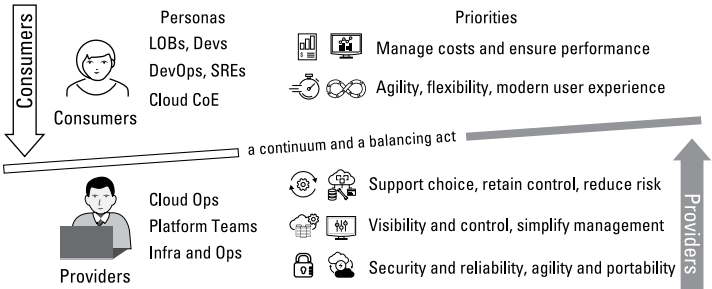 Consumers
Personas
LOBs, Devs
DevOps, SREs
Cloud CoE
Consumers
Priorities
Manage costs and ensure performance
Agility, flexibility, modern user experience
a continuum and a balancing act
Cloud Ops
Platform Teams
Infra and Ops
Providers
Support choice, retain control, reduce risk
Visibility and control, simplify management
Security and reliability, agility and portability
Providers